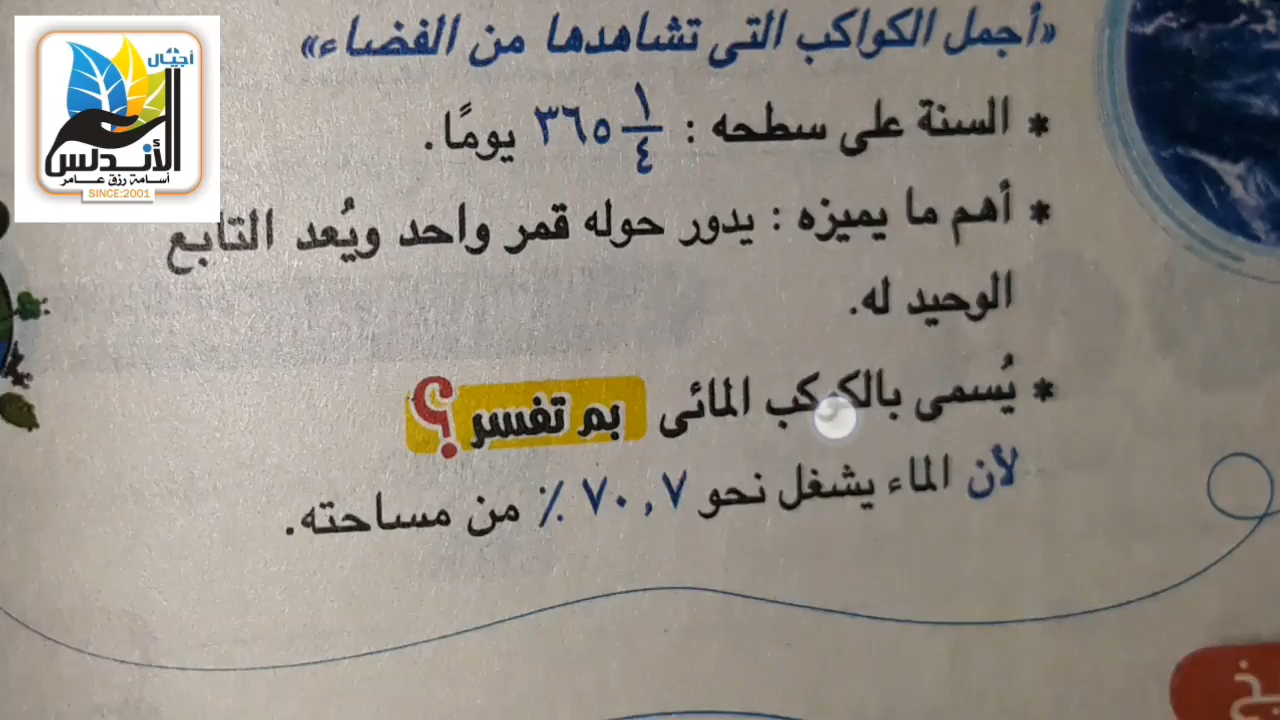 «أجمل الكواكب التى تشاهدها من الفضاء»
* السنة على سطحه : ٣٦٥ ١/٤ يومًا.
* أهم ما يميزه : يدور حوله قمر واحد ويُعد التابع
الوحيد له.
* يُسمى بالكوكب المائى بم تفسر ؟
لأن الماء يشغل نحو ٧٠,٧ ٪ من مساحته.
أجيال
الأندلس
أسامة رزق عامر
SINCE:2001